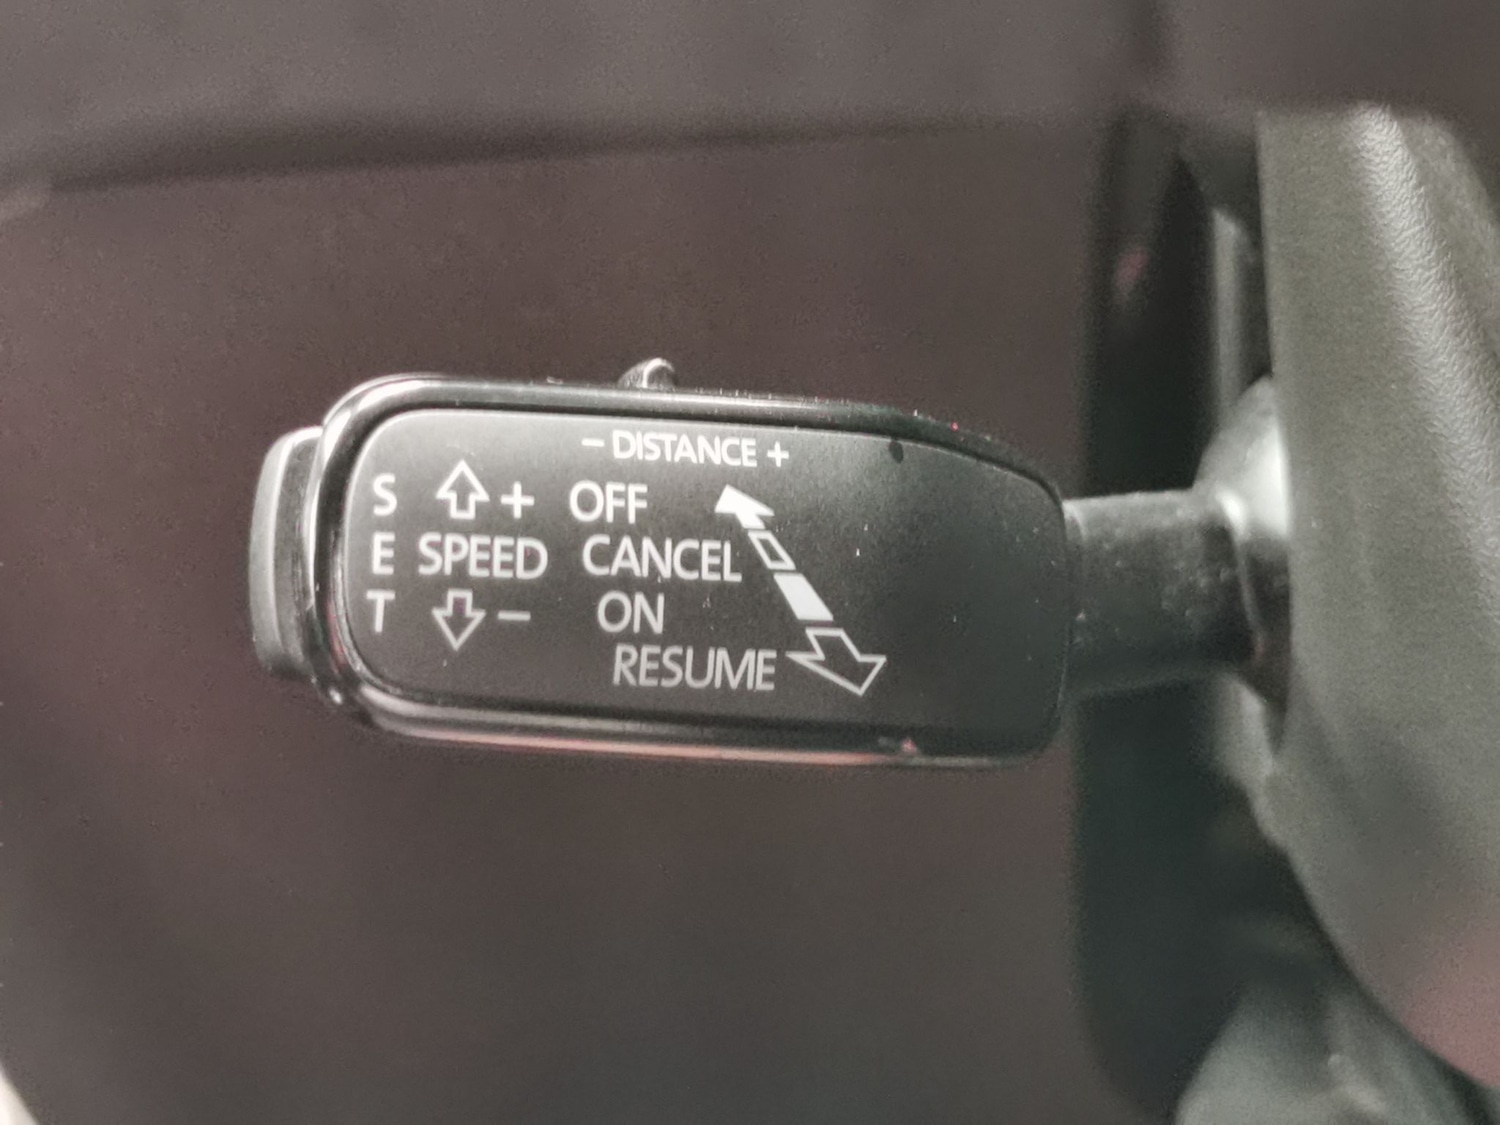 – DISTANCE +
S + OFF
E SPEED CANCEL
T – ON
RESUME